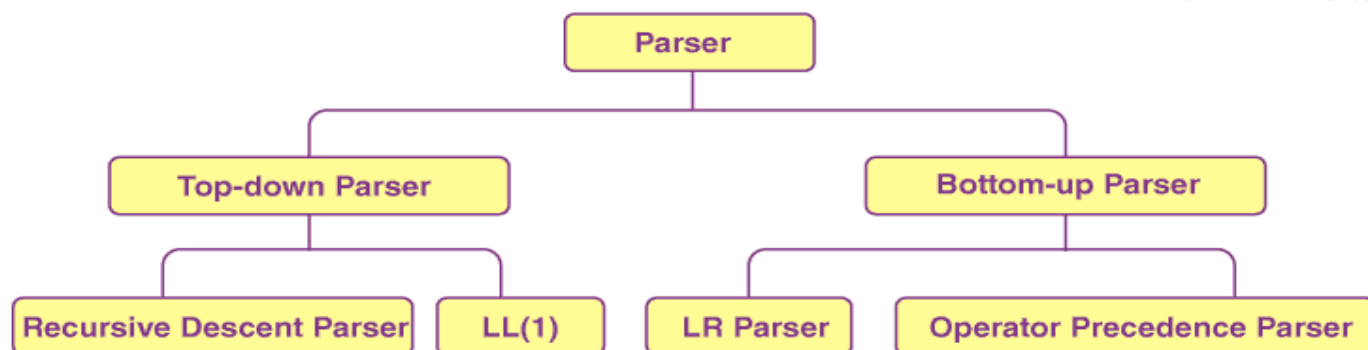 Parser
Top-down Parser
Bottom-up Parser
Recursive Descent Parser
LL(1)
LR Parser
Operator Precedence Parser